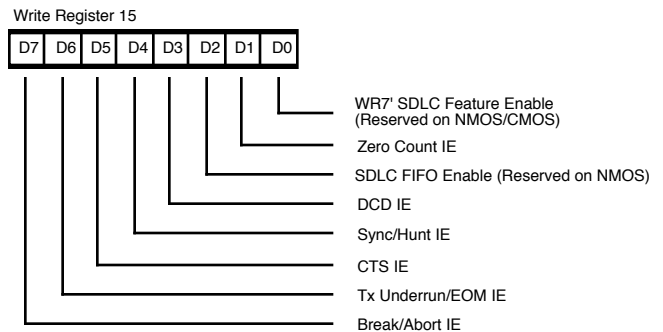 Write Register 15
D7 D6 D5 D4 D3 D2 D1 D0
WR7' SDLC Feature Enable
(Reserved on NMOS/CMOS)
Zero Count IE
SDLC FIFO Enable (Reserved on NMOS)
DCD IE
Sync/Hunt IE
CTS IE
Tx Underrun/EOM IE
Break/Abort IE